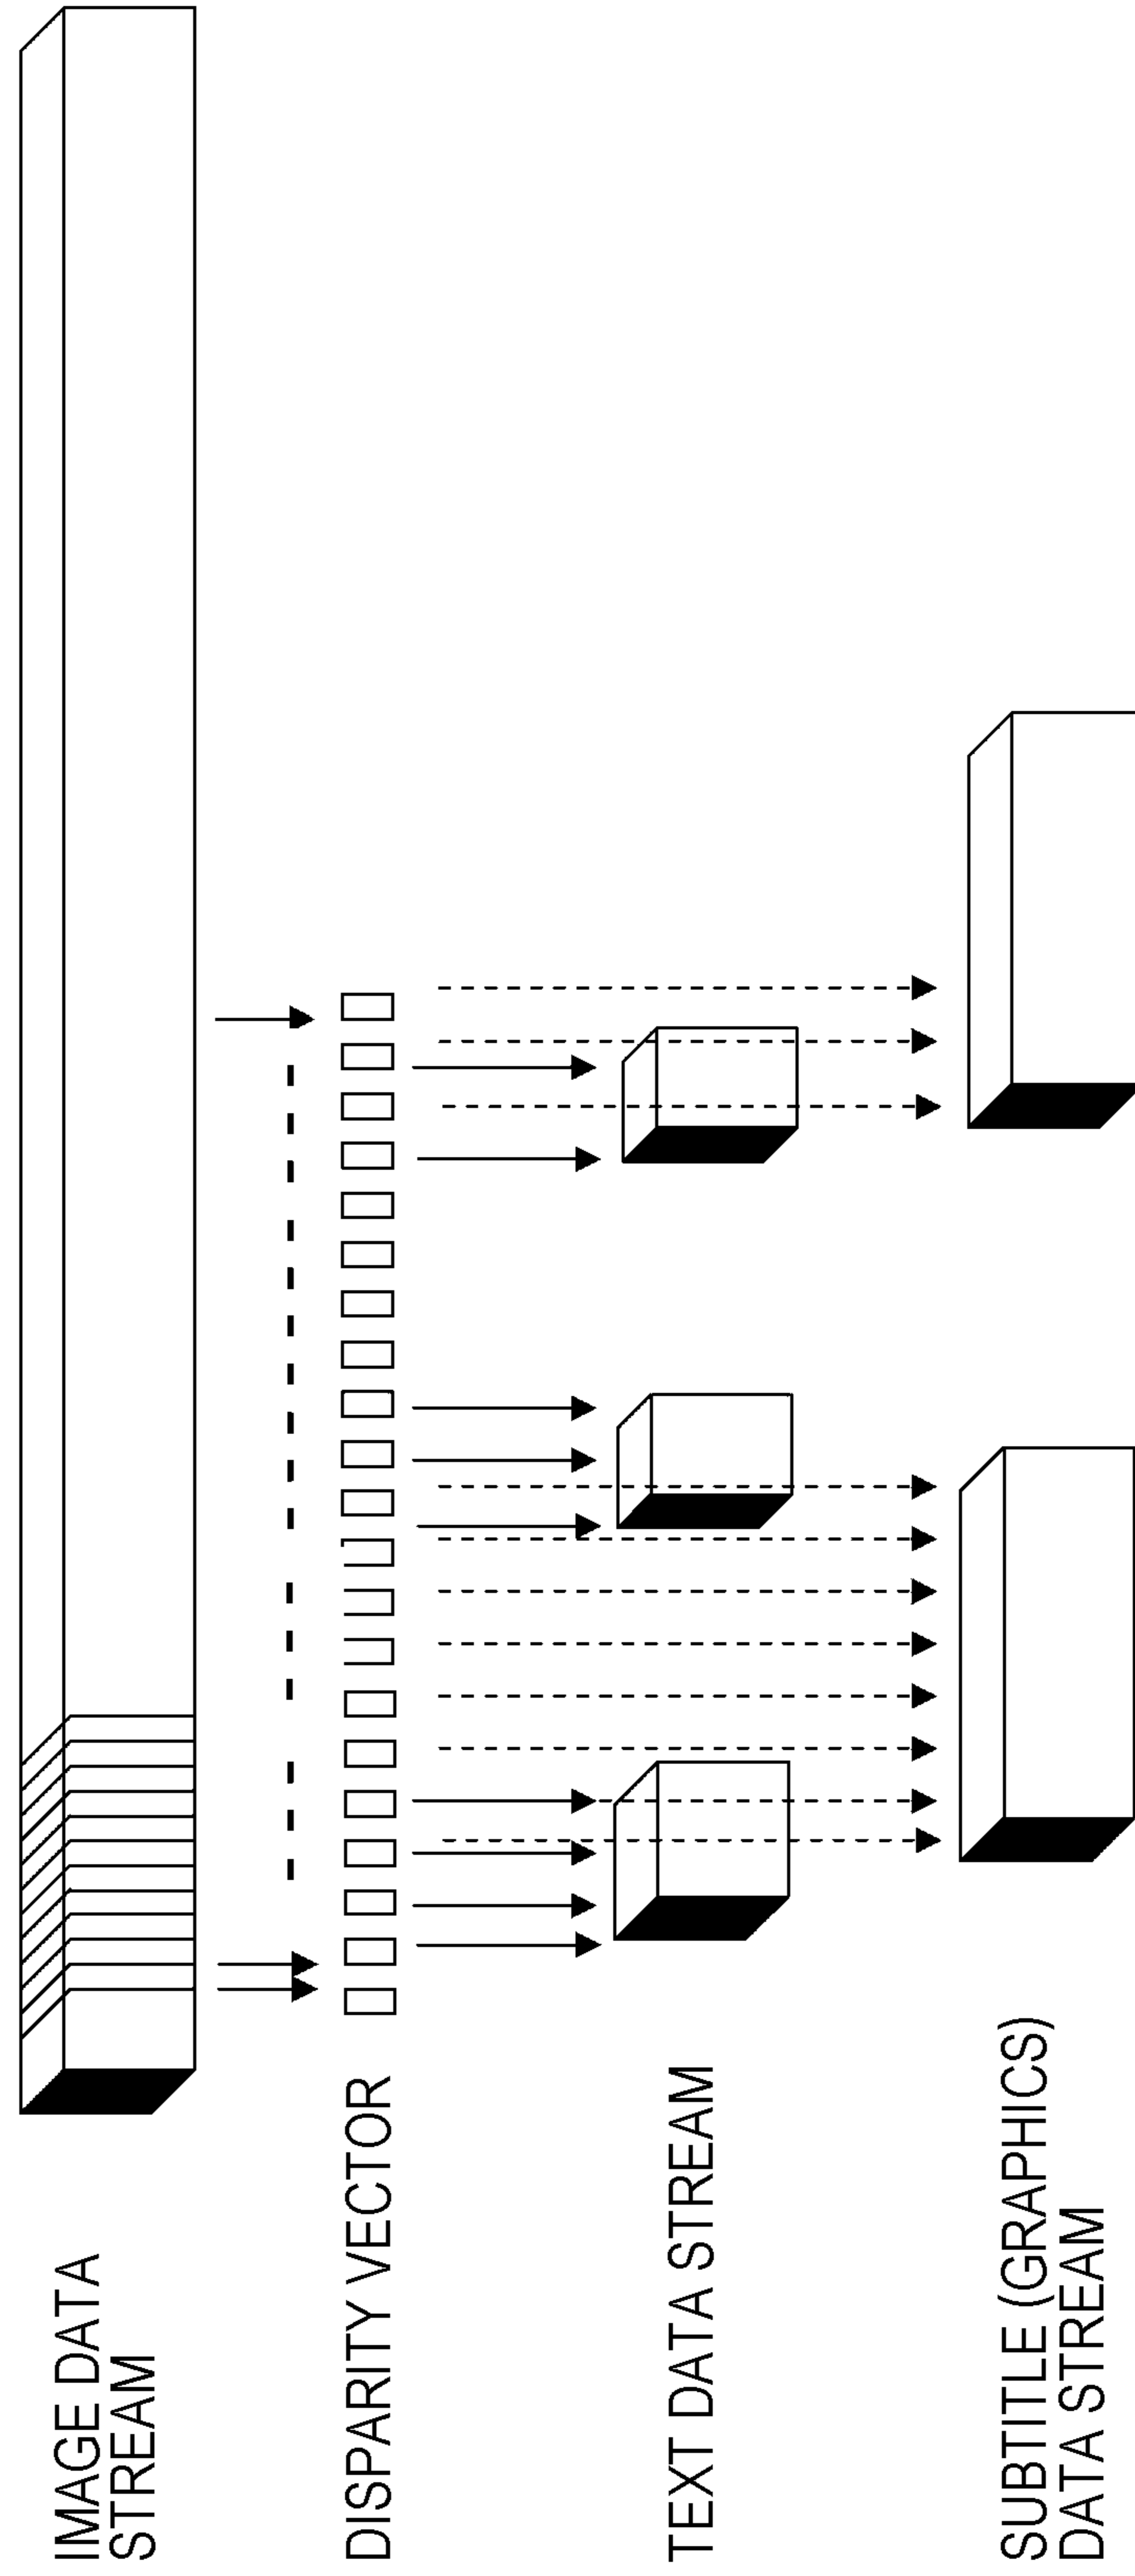 IMAGE DATA
STREAM
DISPARITY VECTOR
TEXT DATA STREAM
SUBTITLE (GRAPHICS)
DATA STREAM